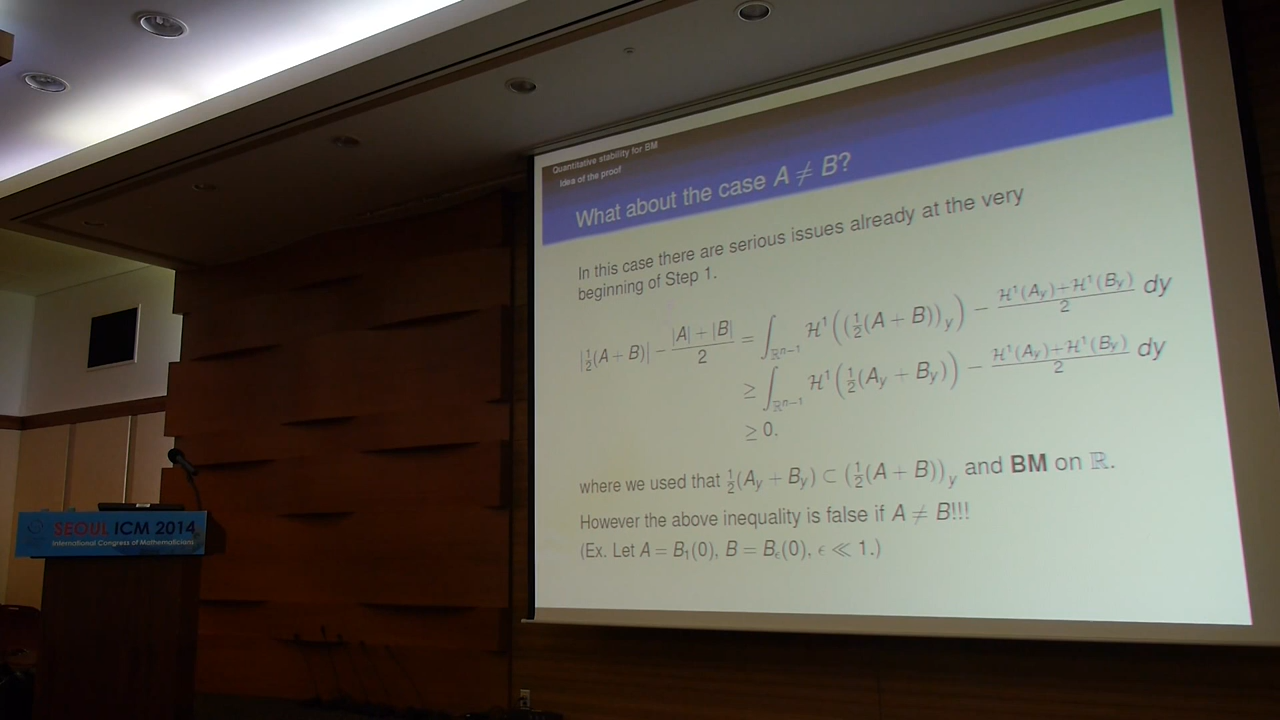 Quantitative stability for BM
Idea of the proof
What about the case A ≠ B?
In this case there are serious issues already at the very
beginning of Step 1.
|½(A + B)| − (|A| + |B|)/2 = ∫_{ℝⁿ⁻¹} ℋ¹((½(A + B))_y) − (ℋ¹(A_y)+ℋ¹(B_y))/2 dy
≥ ∫_{ℝⁿ⁻¹} ℋ¹(½(A_y + B_y)) − (ℋ¹(A_y)+ℋ¹(B_y))/2 dy
≥ 0,
where we used that ½(A_y + B_y) ⊂ (½(A + B))_y and BM on ℝ.
However the above inequality is false if A ≠ B!!!
(Ex. Let A = B₁(0), B = B_ϵ(0), ϵ ≪ 1.)
SEOUL ICM 2014
International Congress of Mathematicians